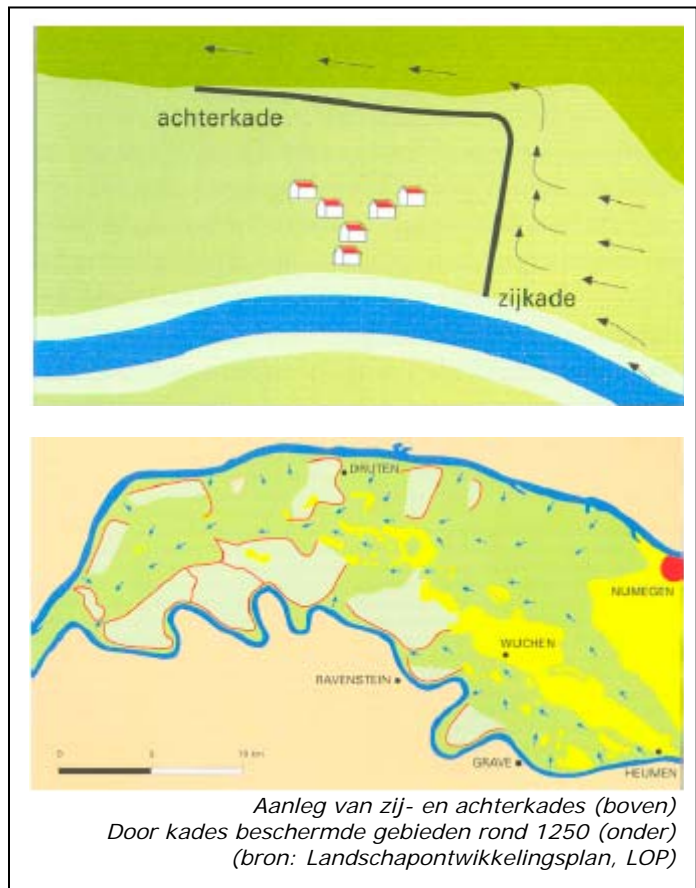 achterkade
zijkade
DRUTEN
NIJMEGEN
WIJCHEN
RAVENSTEIN
GRAVE
HEUMEN
0 5 10 km
Aanleg van zij- en achterkades (boven)
Door kades beschermde gebieden rond 1250 (onder)
(bron: Landschapontwikkelingsplan, LOP)